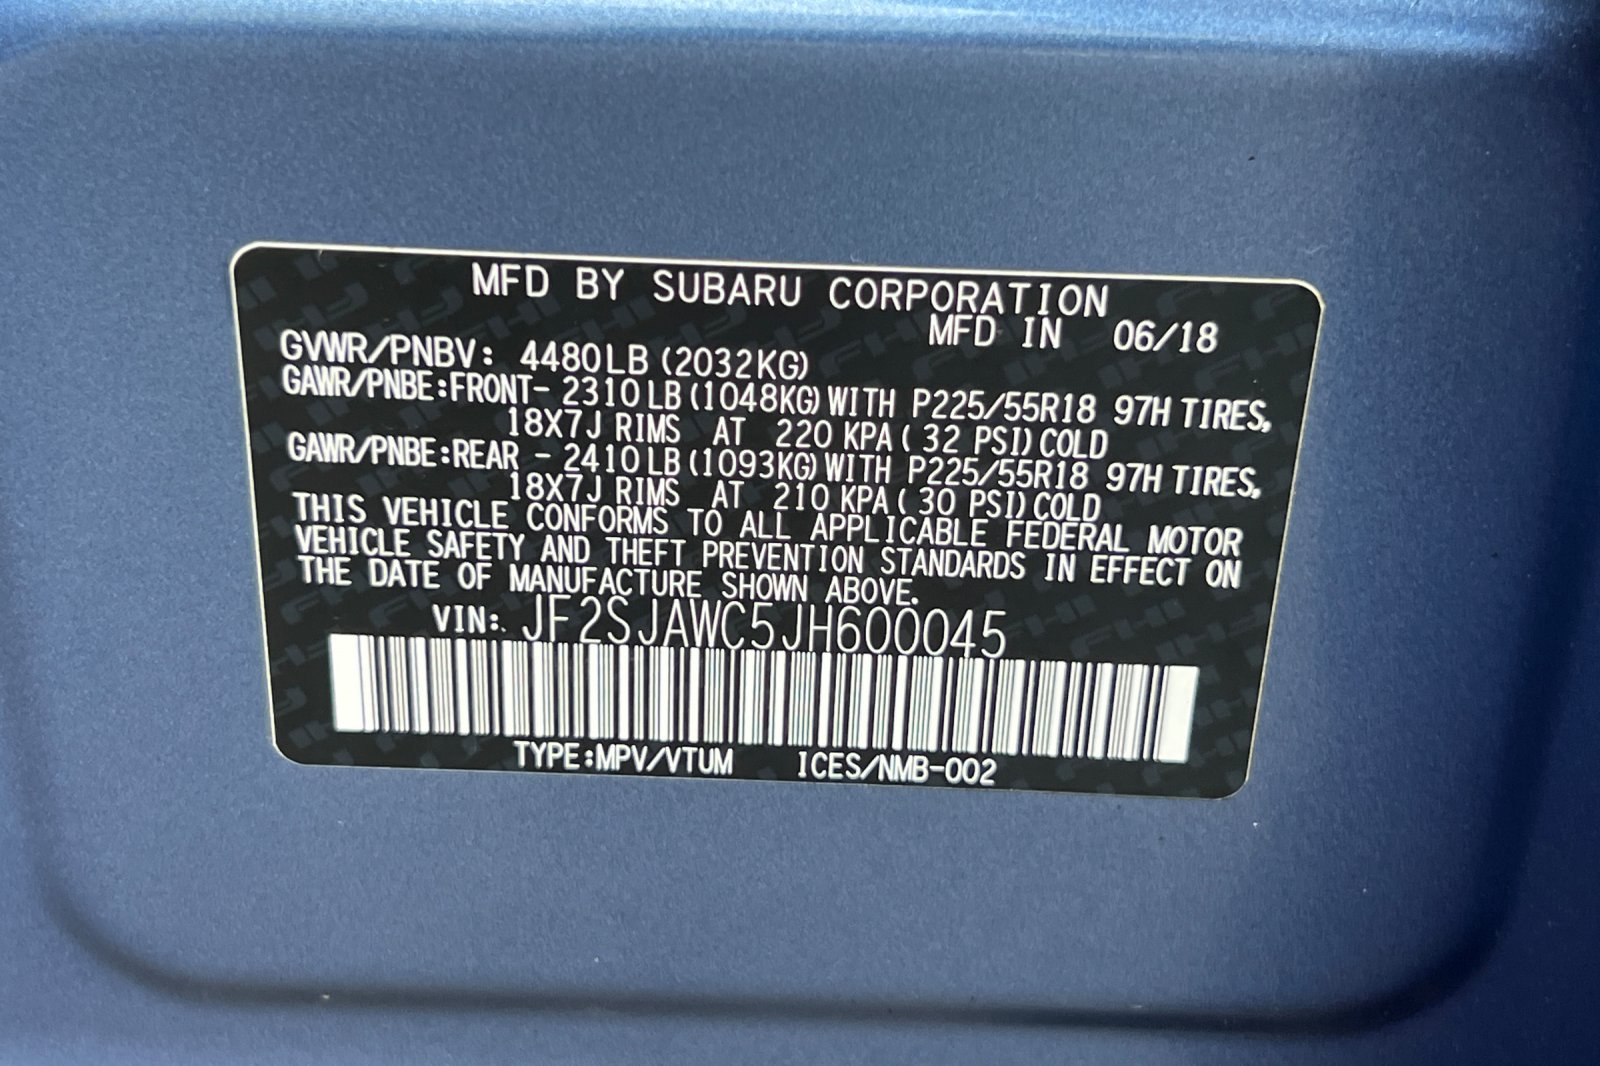 MFD BY SUBARU CORPORATION
MFD IN 06/18
GVWR/PNBV: 4480LB (2032KG)
GAWR/PNBE:FRONT- 2310LB (1048KG) WITH P225/55R18 97H TIRES,
18X7J RIMS AT 220 KPA ( 32 PSI) COLD
GAWR/PNBE:REAR - 2410LB (1093KG) WITH P225/55R18 97H TIRES,
18X7J RIMS AT 210 KPA ( 30 PSI) COLD
THIS VEHICLE CONFORMS TO ALL APPLICABLE FEDERAL MOTOR
VEHICLE SAFETY AND THEFT PREVENTION STANDARDS IN EFFECT ON
THE DATE OF MANUFACTURE SHOWN ABOVE.
VIN: JF2SJAWC5JH600045
TYPE:MPV/VTUM ICES/NMB-002